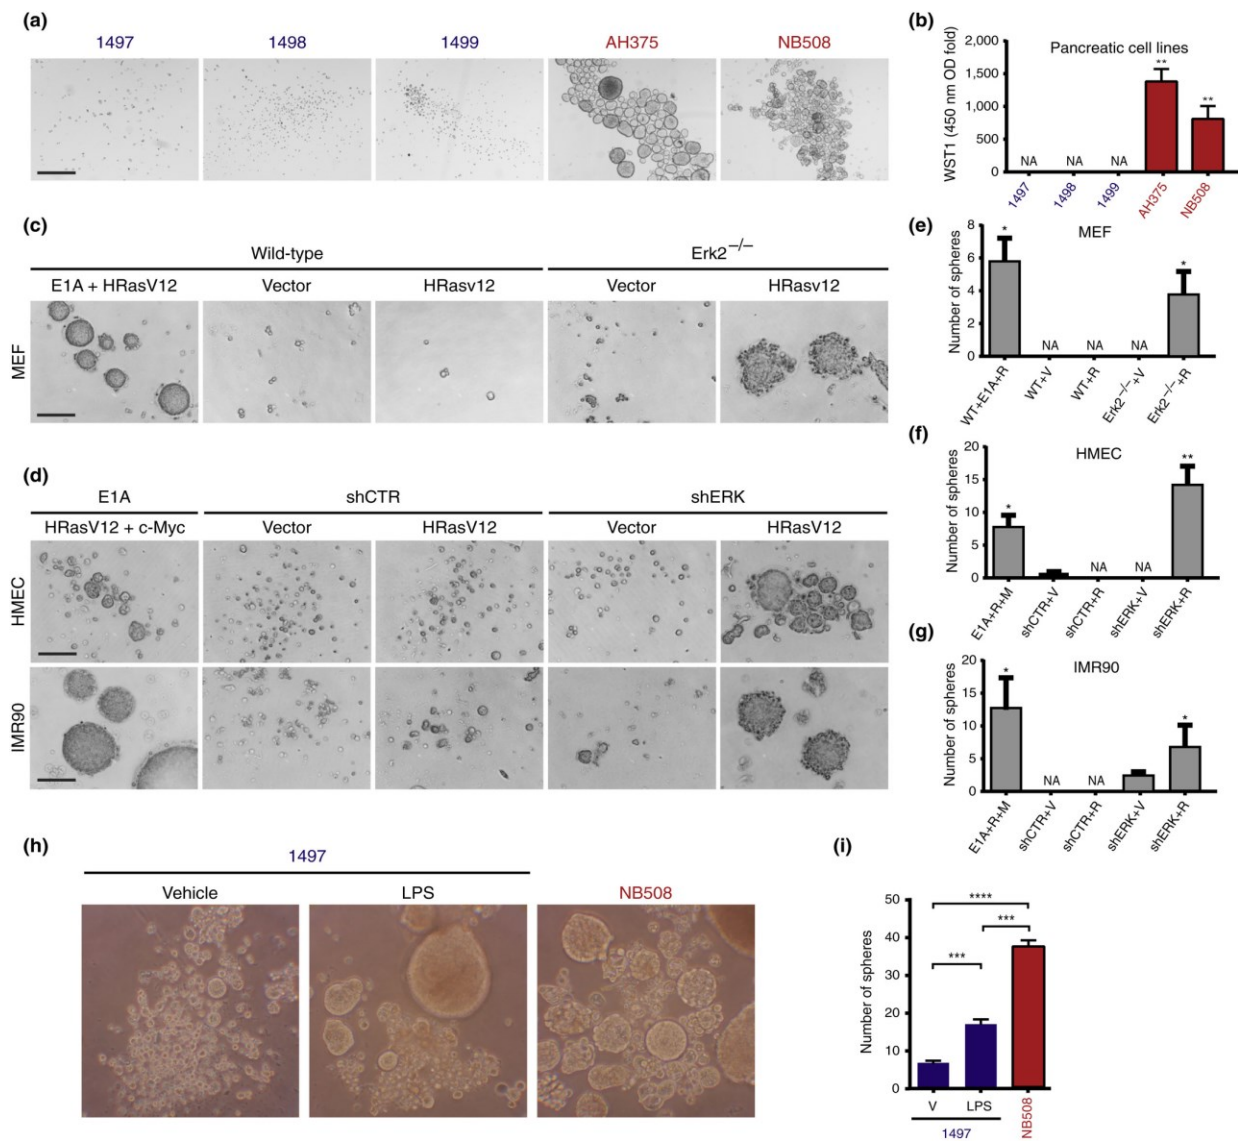 (a)
1497 1498 1499 AH375 NB508
(b)
Pancreatic cell lines
WST1 (450 nm OD fold)
2,000
1,500
1,000
500
0
** **
NA NA NA
1497 1498 1499 AH375 NB508
(c)
Wild-type Erk2–/–
E1A + HRasV12 Vector HRasv12 Vector HRasv12
MEF
(e)
MEF
Number of spheres
8
6
4
2
0
* *
NA NA NA
WT+E1A+R WT+V WT+R Erk2–/–+V Erk2–/–+R
(d)
E1A shCTR shERK
HRasV12 + c-Myc Vector HRasV12 Vector HRasV12
HMEC
IMR90
(f)
HMEC
Number of spheres
20
15
10
5
0
* **
NA NA
E1A+R+M shCTR+V shCTR+R shERK+V shERK+R
(g)
IMR90
Number of spheres
20
15
10
5
0
* *
NA NA
E1A+R+M shCTR+V shCTR+R shERK+V shERK+R
(h)
1497
Vehicle LPS NB508
(i)
Number of spheres
50
40
30
20
10
0
****
***
***
V LPS NB508
1497